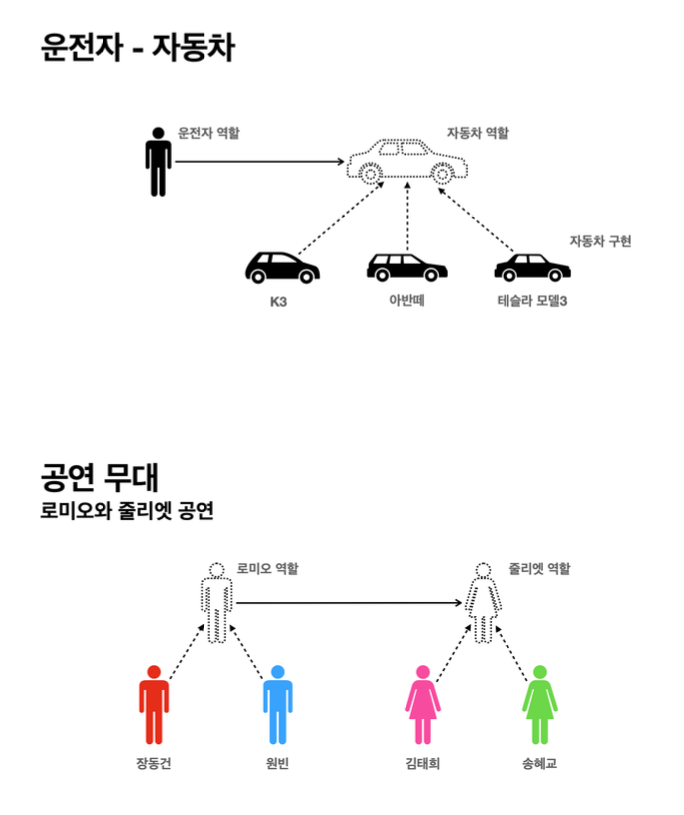 운전자 - 자동차
운전자 역할
자동차 역할
자동차 구현
K3
아반떼
테슬라 모델3
공연 무대
로미오와 줄리엣 공연
로미오 역할
줄리엣 역할
장동건
원빈
김태희
송혜교